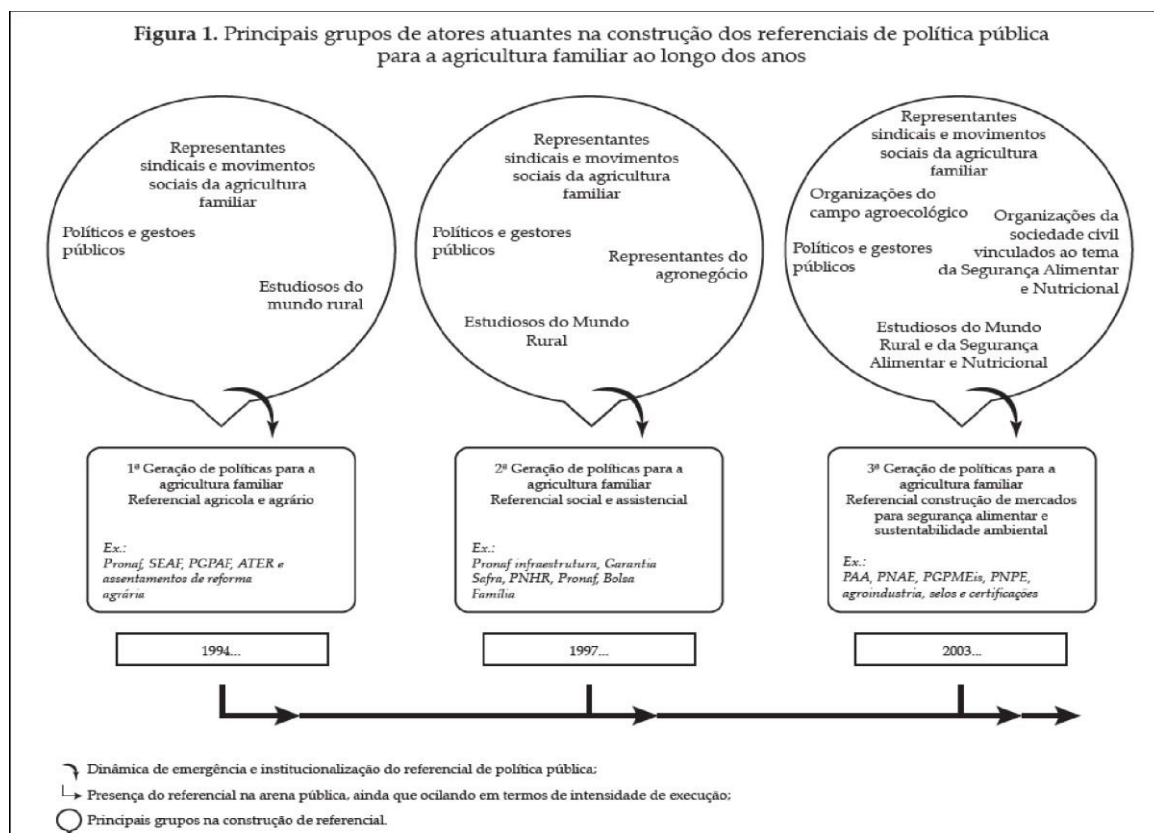 Figura 1. Principais grupos de atores atuantes na construção dos referenciais de política pública
para a agricultura familiar ao longo dos anos
Representantes
sindicais e movimentos
sociais da agricultura
familiar
Políticos e gestoes
públicos
Estudiosos do
mundo rural
Representantes
sindicais e movimentos
sociais da agricultura
familiar
Políticos e gestores
públicos
Representantes do
agronegócio
Estudiosos do Mundo
Rural
Representantes
sindicais e movimentos
sociais da agricultura
familiar
Organizações do
campo agroecológico
Organizações da
sociedade civil
vinculados ao tema
da Segurança Alimentar
e Nutricional
Políticos e gestores
públicos
Estudiosos do Mundo
Rural e da Segurança
Alimentar e Nutricional
1ª Geração de políticas para a
agricultura familiar
Referencial agricola e agrário
Ex.:
Pronaf, SEAF, PGPAF, ATER e
assentamentos de reforma
agrária
2ª Geração de políticas para a
agricultura familiar
Referencial social e assistencial
Ex.:
Pronaf infraestrutura, Garantia
Safra, PNHR, Pronaf, Bolsa
Família
3ª Geração de políticas para a
agricultura familiar
Referencial construção de mercados
para segurança alimentar e
sustentabilidade ambiental
Ex.:
PAA, PNAE, PGPMEis, PNPE,
agroindustria, selos e certificações
1994...
1997...
2003...
Dinâmica de emergência e institucionalização do referencial de política pública;
Presença do referencial na arena pública, ainda que ocilando em termos de intensidade de execução;
Principais grupos na construção de referencial.